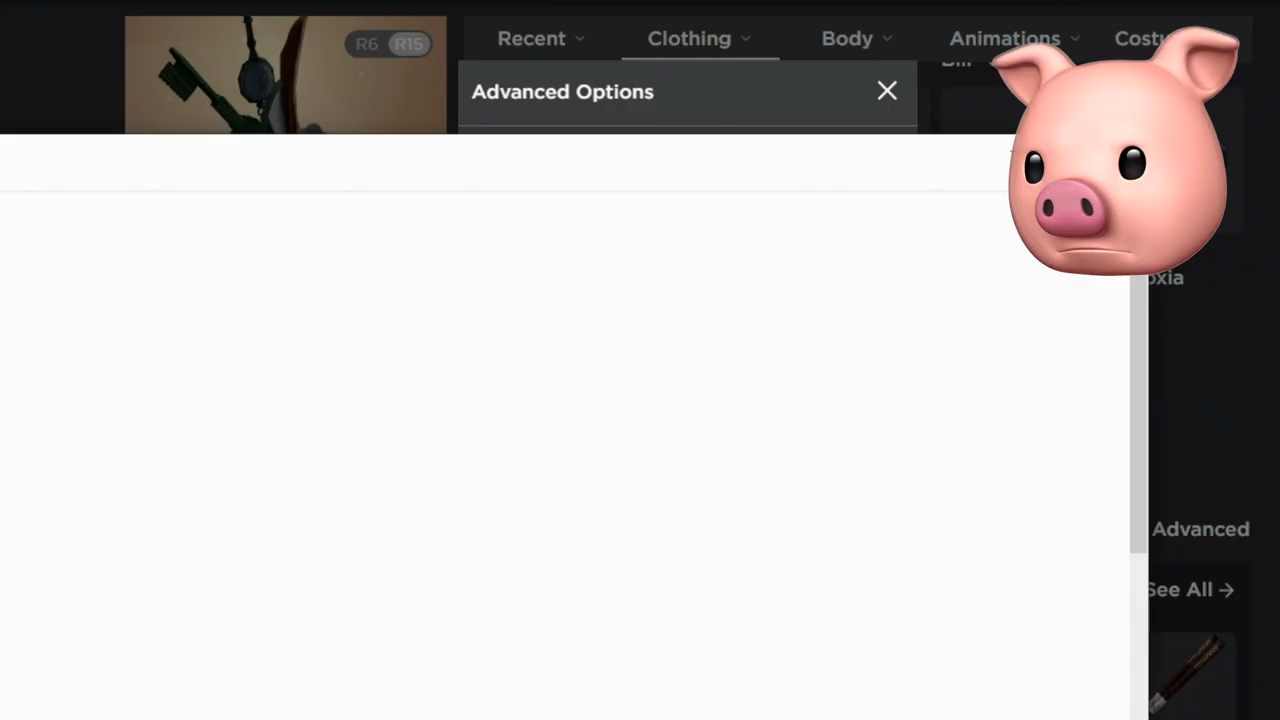 R6 R15
Recent Clothing Body Animations
Advanced Options
Advanced
See All